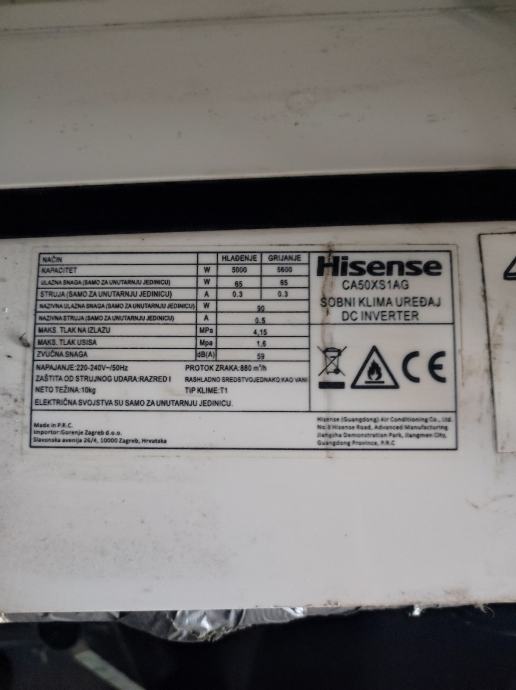 NAČIN HLAĐENJE GRIJANJE
KAPACITET W 5000 5600
ULAZNA SNAGA (SAMO ZA UNUTARNJU JEDINICU) W 65 65
STRUJA (SAMO ZA UNUTARNJU JEDINICU) A 0.3 0.3
NAZIVNA ULAZNA SNAGA (SAMO ZA UNUTARNJU JEDINICU) W 90
NAZIVNA STRUJA (SAMO ZA UNUTARNJU JEDINICU) A 0.5
MAKS. TLAK NA IZLAZU MPa 4,15
MAKS. TLAK USISA Mpa 1,6
ZVUČNA SNAGA dB(A) 59
NAPAJANJE:220-240V~/50Hz PROTOK ZRAKA:880 m³/h
ZAŠTITA OD STRUJNOG UDARA:RAZRED I RASHLADNO SREDSTVO:JEDNAKO KAO VANI
NETO TEŽINA:10kg TIP KLIME:T1
ELEKTRIČNA SVOJSTVA SU SAMO ZA UNUTARNJU JEDINICU.
Made in P.R.C.
Importor:Gorenje Zagreb d.o.o.
Slavonska avenija 26/4, 10000 Zagreb, Hrvatska
Hisense
CA50XS1AG
SOBNI KLIMA UREĐAJ
DC INVERTER
CE
Hisense (Guangdong) Air Conditioning Co., Ltd.
No.8 Hisense Road, Advanced Manufacturing
Jiangsha Demonstration Park, Jiangmen City,
Guangdong Province, P.R.C